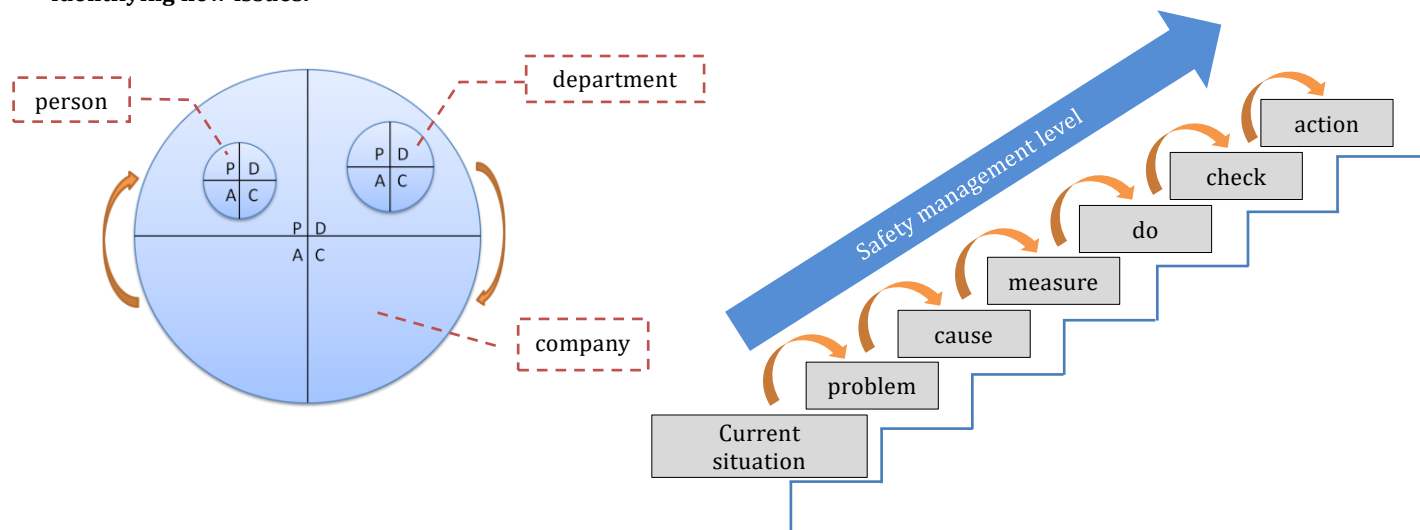 person
department
P D
A C
P D
A C
P D
A C
company
Safety management level
action
check
do
measure
cause
problem
Current
situation